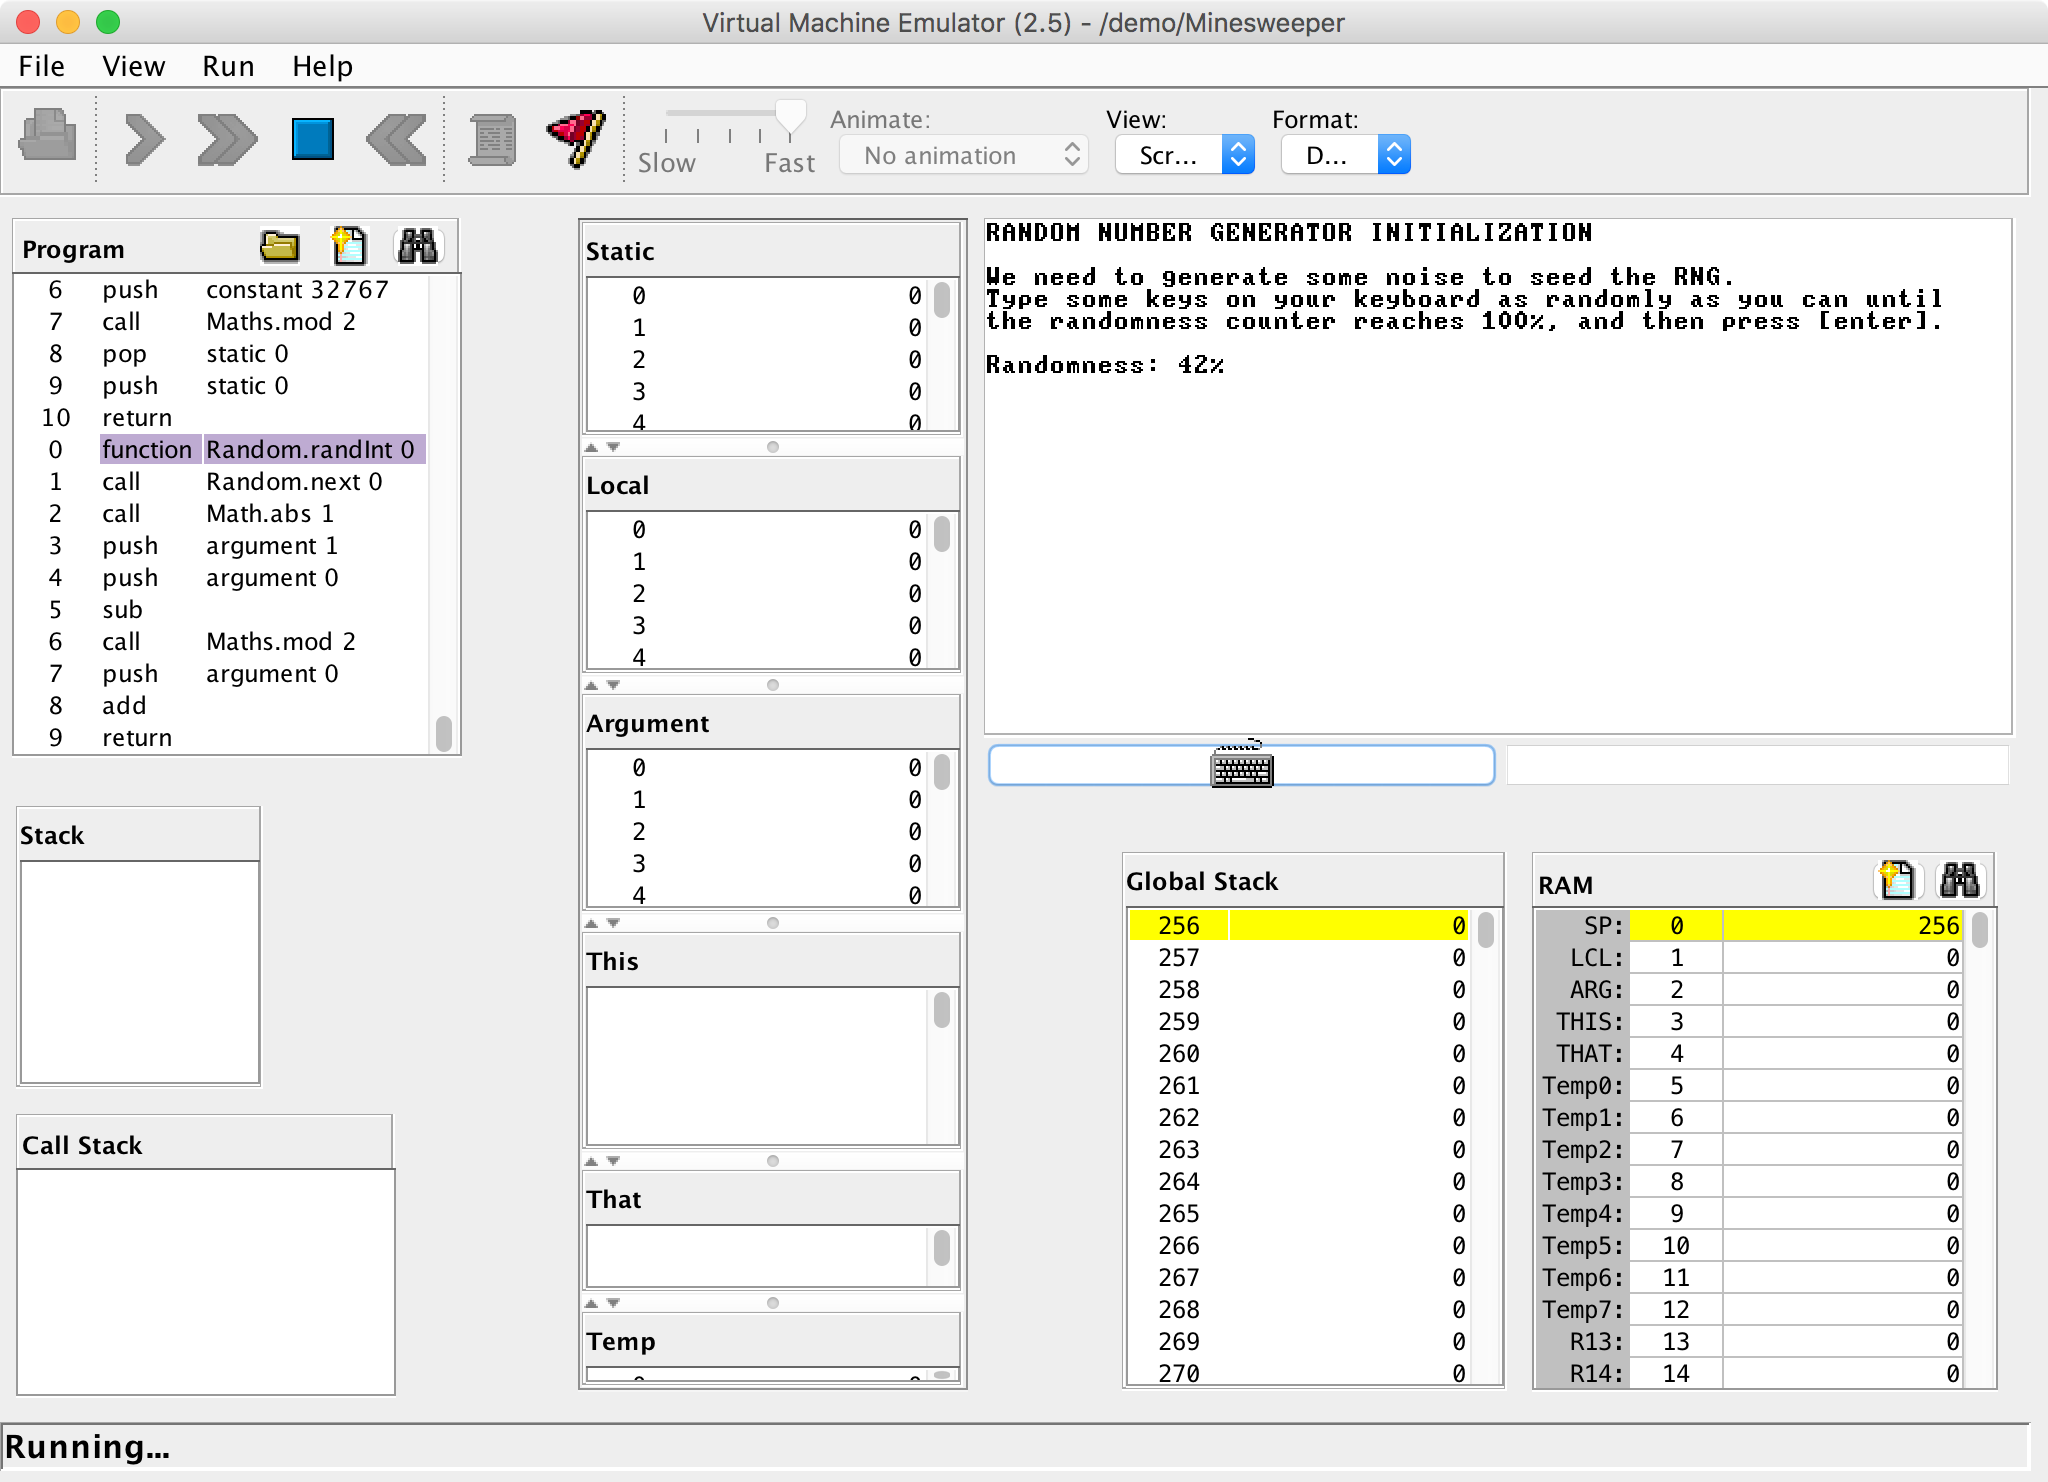 Virtual Machine Emulator (2.5) - /demo/Minesweeper
File View Run Help
Slow Fast
Animate:
No animation
View:
Scr...
Format:
D...
Program
6 push constant 32767
7 call Maths.mod 2
8 pop static 0
9 push static 0
10 return
0 function Random.randInt 0
1 call Random.next 0
2 call Math.abs 1
3 push argument 1
4 push argument 0
5 sub
6 call Maths.mod 2
7 push argument 0
8 add
9 return
Stack
Call Stack
Static
0 0
1 0
2 0
3 0
4 0
Local
0 0
1 0
2 0
3 0
4 0
Argument
0 0
1 0
2 0
3 0
4 0
This
That
Temp
RANDOM NUMBER GENERATOR INITIALIZATION
We need to generate some noise to seed the RNG.
Type some keys on your keyboard as randomly as you can until
the randomness counter reaches 100%, and then press [enter].
Randomness: 42%
Global Stack
256 0
257 0
258 0
259 0
260 0
261 0
262 0
263 0
264 0
265 0
266 0
267 0
268 0
269 0
270 0
RAM
SP: 0 256
LCL: 1 0
ARG: 2 0
THIS: 3 0
THAT: 4 0
Temp0: 5 0
Temp1: 6 0
Temp2: 7 0
Temp3: 8 0
Temp4: 9 0
Temp5: 10 0
Temp6: 11 0
Temp7: 12 0
R13: 13 0
R14: 14 0
Running...